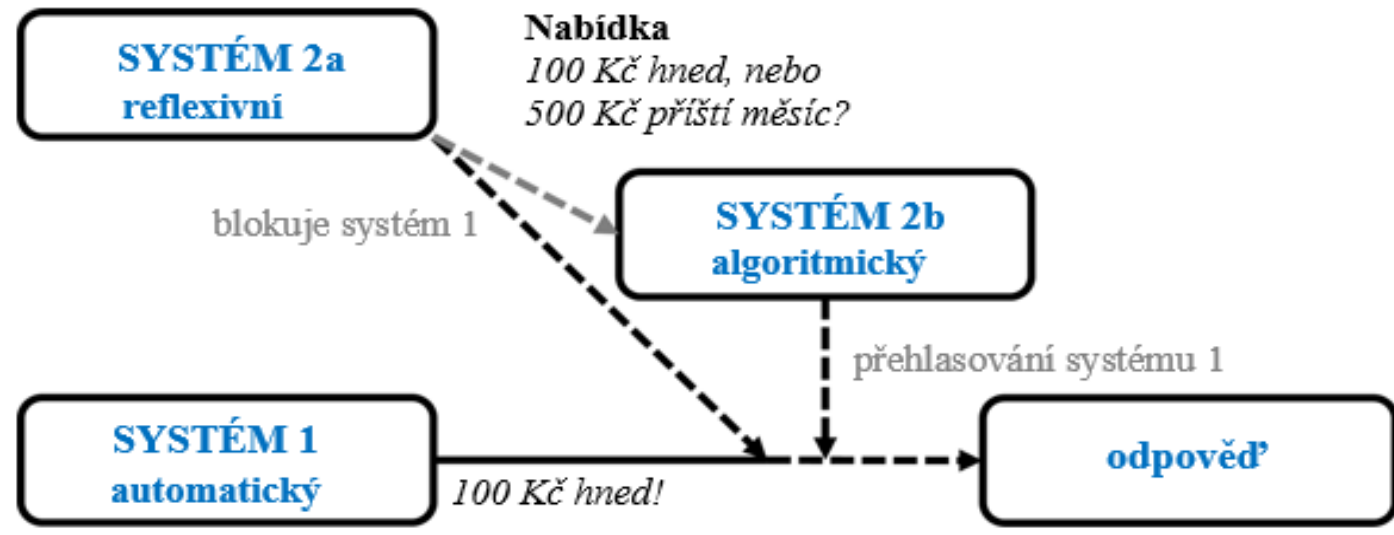 SYSTÉM 2a
reflexivní
Nabídka
100 Kč hned, nebo
500 Kč příští měsíc?
blokuje systém 1
SYSTÉM 2b
algoritmický
přehlasování systému 1
SYSTÉM 1
automatický
100 Kč hned!
odpověď